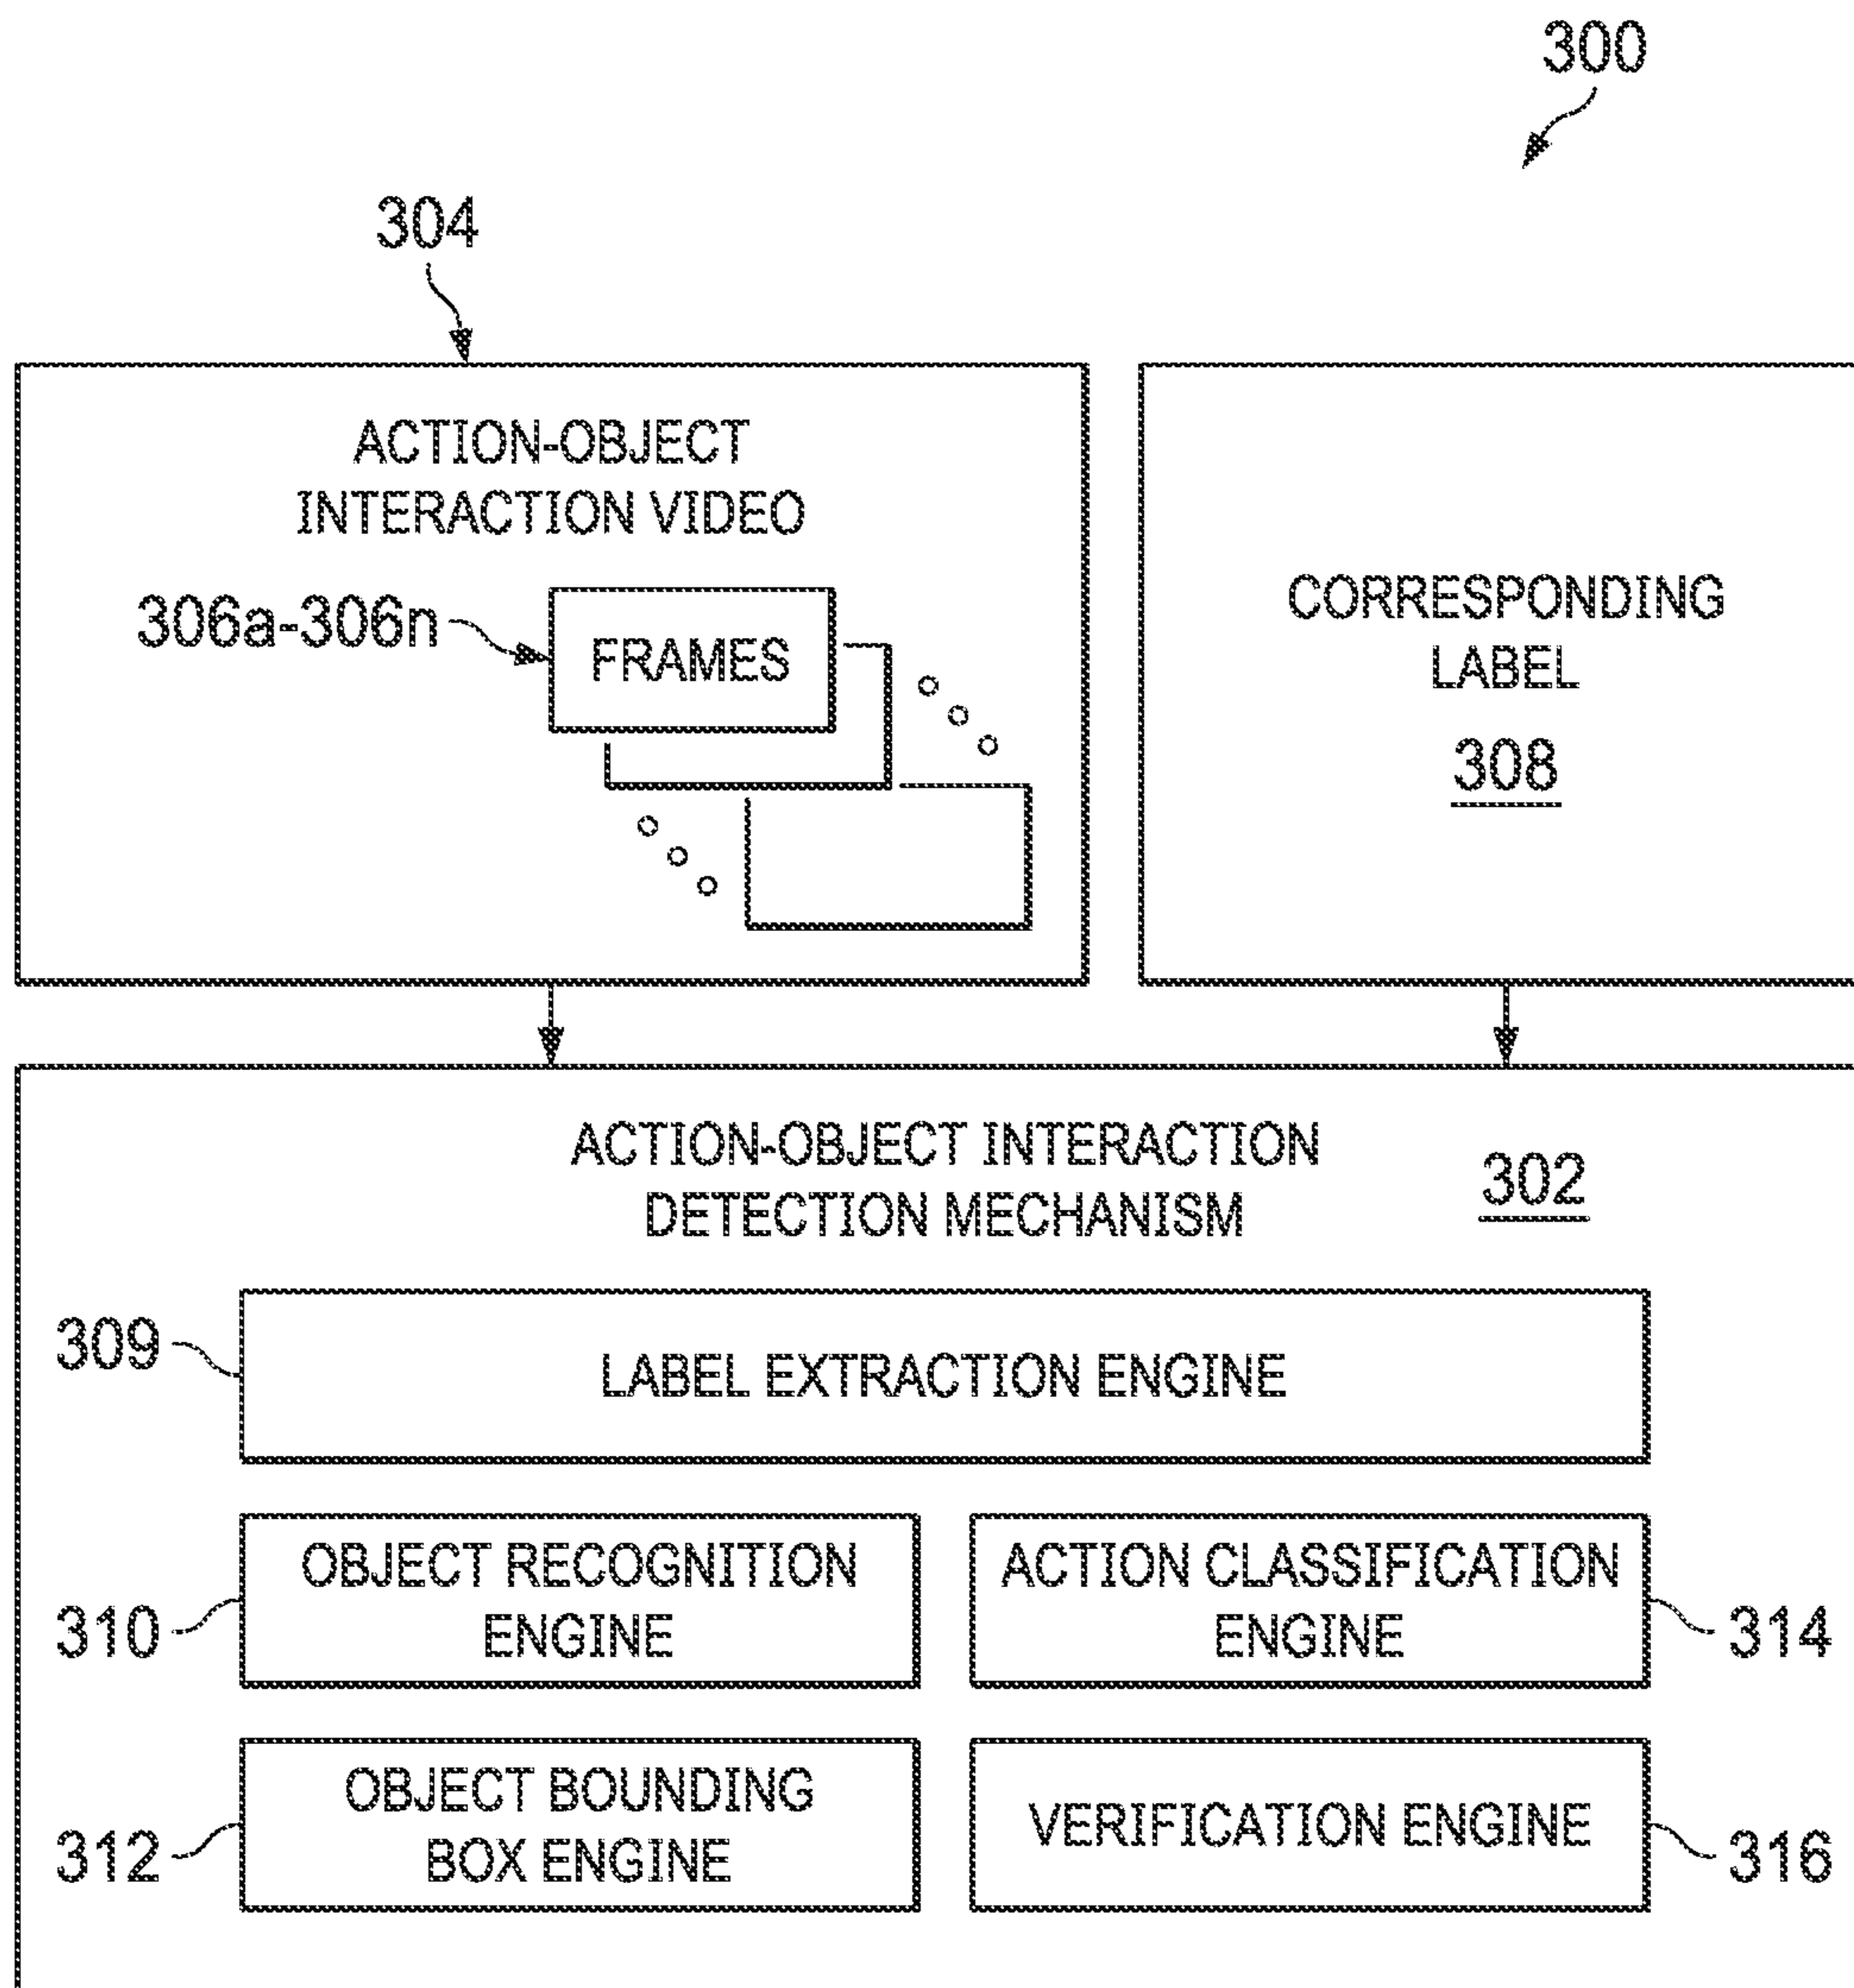 300
304
ACTION-OBJECT
INTERACTION VIDEO
306a-306n
FRAMES
CORRESPONDING
LABEL
308
ACTION-OBJECT INTERACTION
DETECTION MECHANISM
302
309
LABEL EXTRACTION ENGINE
310
OBJECT RECOGNITION
ENGINE
ACTION CLASSIFICATION
ENGINE
314
312
OBJECT BOUNDING
BOX ENGINE
VERIFICATION ENGINE
316